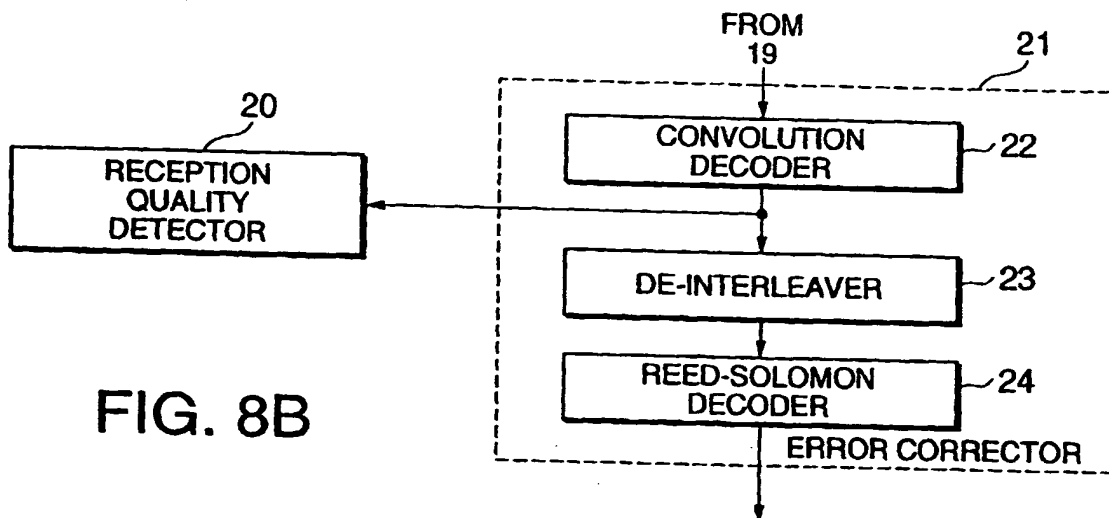 FROM
19
21
20
CONVOLUTION
DECODER
22
RECEPTION
QUALITY
DETECTOR
DE-INTERLEAVER
23
REED-SOLOMON
DECODER
24
FIG. 8B
ERROR CORRECTOR